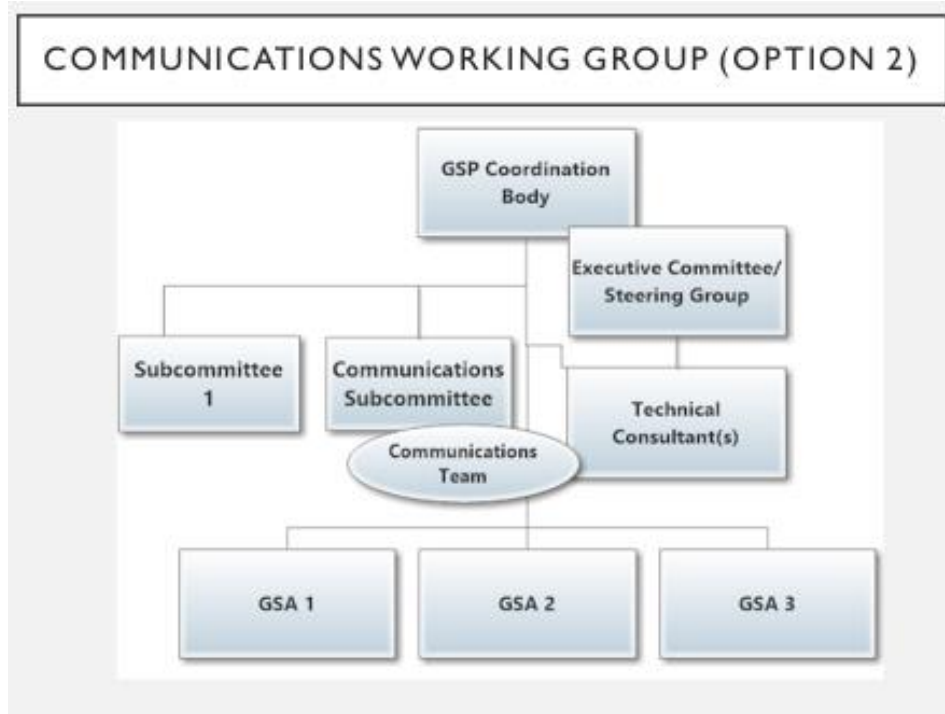 COMMUNICATIONS WORKING GROUP (OPTION 2)
GSP Coordination
Body
Executive Committee/
Steering Group
Subcommittee
1
Communications
Subcommittee
Technical
Consultant(s)
Communications
Team
GSA 1
GSA 2
GSA 3